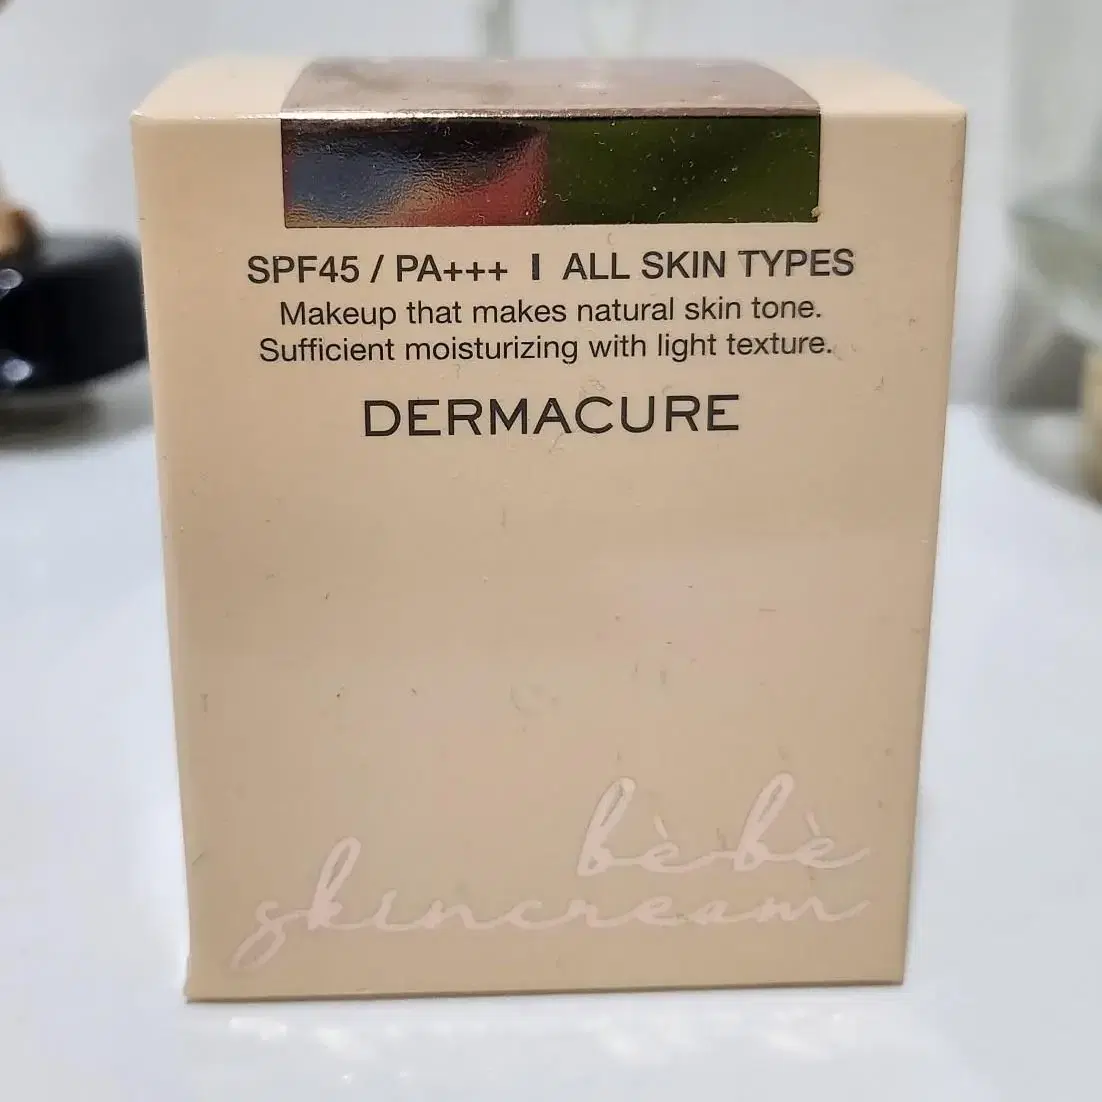 SPF45 / PA+++ I ALL SKIN TYPES
Makeup that makes natural skin tone.
Sufficient moisturizing with light texture.
DERMACURE
bèbè
skincream